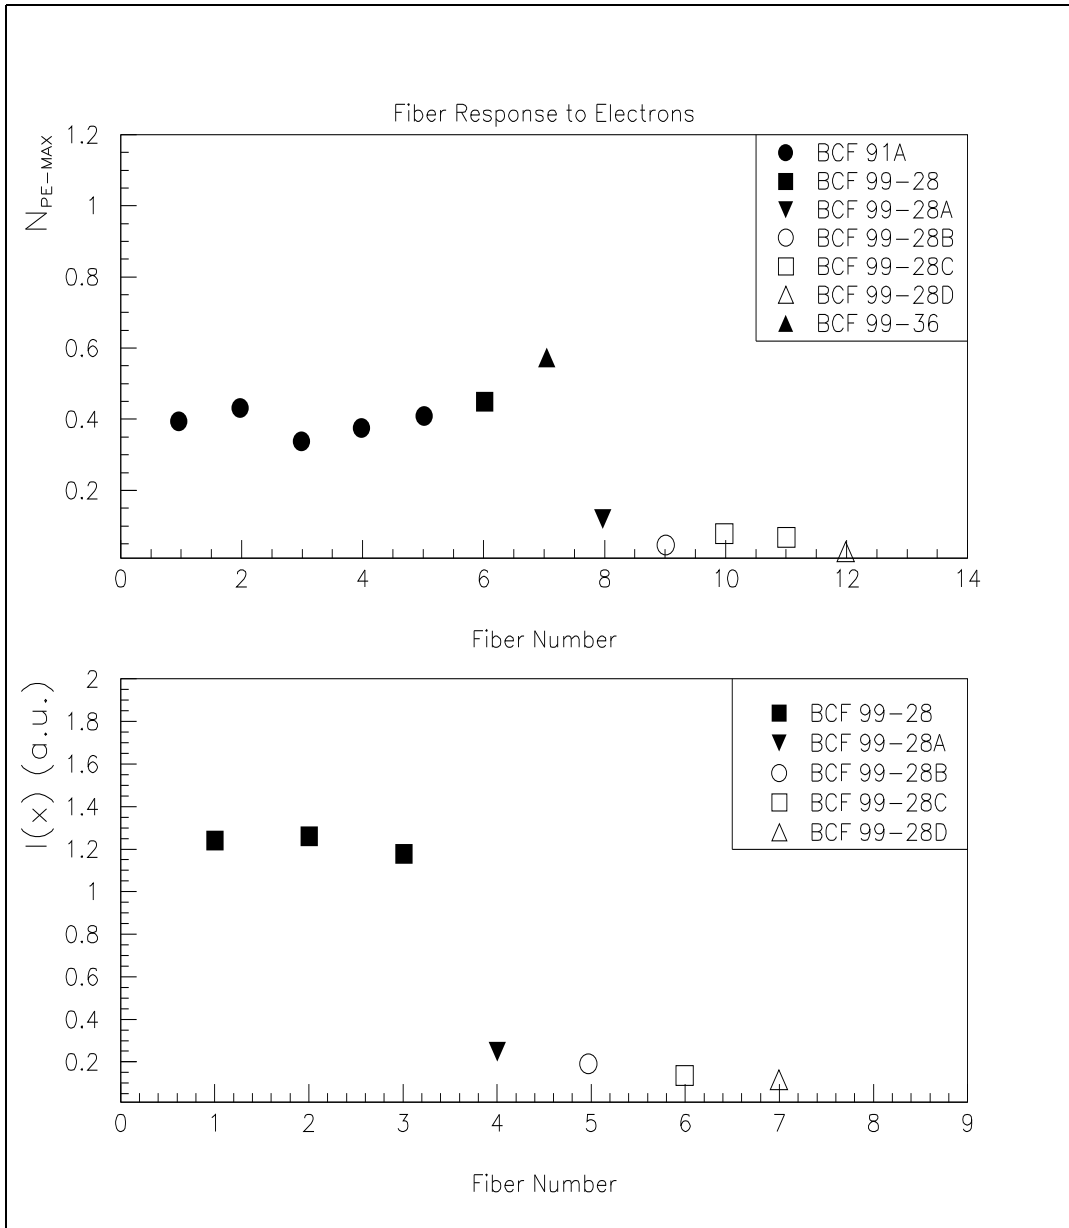 Fiber Response to Electrons
N PE-MAX
1.2
1
0.8
0.6
0.4
0.2
BCF 91A
BCF 99-28
BCF 99-28A
BCF 99-28B
BCF 99-28C
BCF 99-28D
BCF 99-36
0 2 4 6 8 10 12 14
Fiber Number
I(x) (a.u.)
2
1.8
1.6
1.4
1.2
1
0.8
0.6
0.4
0.2
BCF 99-28
BCF 99-28A
BCF 99-28B
BCF 99-28C
BCF 99-28D
0 1 2 3 4 5 6 7 8 9
Fiber Number